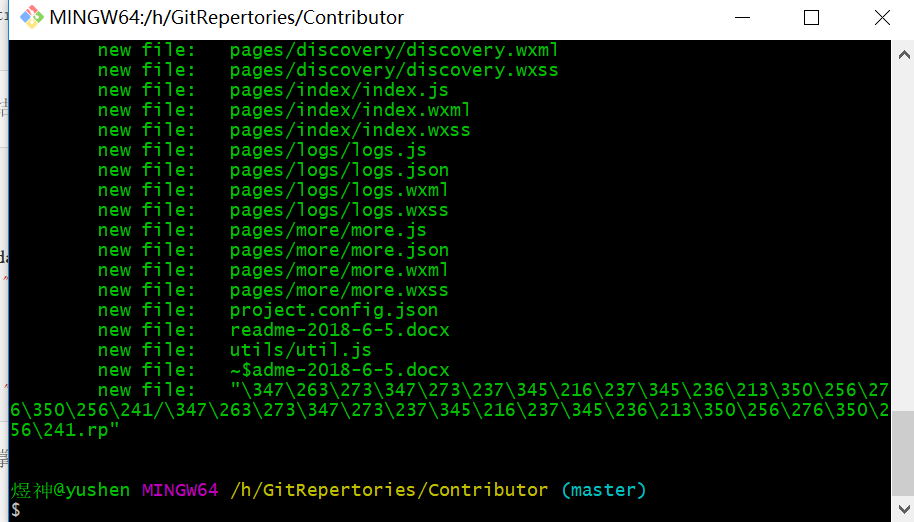 MINGW64:/h/GitRepertories/Contributor
new file:   pages/discovery/discovery.wxml
new file:   pages/discovery/discovery.wxss
new file:   pages/index/index.js
new file:   pages/index/index.wxml
new file:   pages/index/index.wxss
new file:   pages/logs/logs.js
new file:   pages/logs/logs.json
new file:   pages/logs/logs.wxml
new file:   pages/logs/logs.wxss
new file:   pages/more/more.js
new file:   pages/more/more.json
new file:   pages/more/more.wxml
new file:   pages/more/more.wxss
new file:   project.config.json
new file:   readme-2018-6-5.docx
new file:   utils/util.js
new file:   ~$adme-2018-6-5.docx
new file:   "\347\263\273\347\273\237\345\216\237\345\236\213\350\256\27
6\350\256\241/\347\263\273\347\273\237\345\216\237\345\236\213\350\256\276\350\2
56\241.rp"
煜神@yushen MINGW64 /h/GitRepertories/Contributor (master)
$